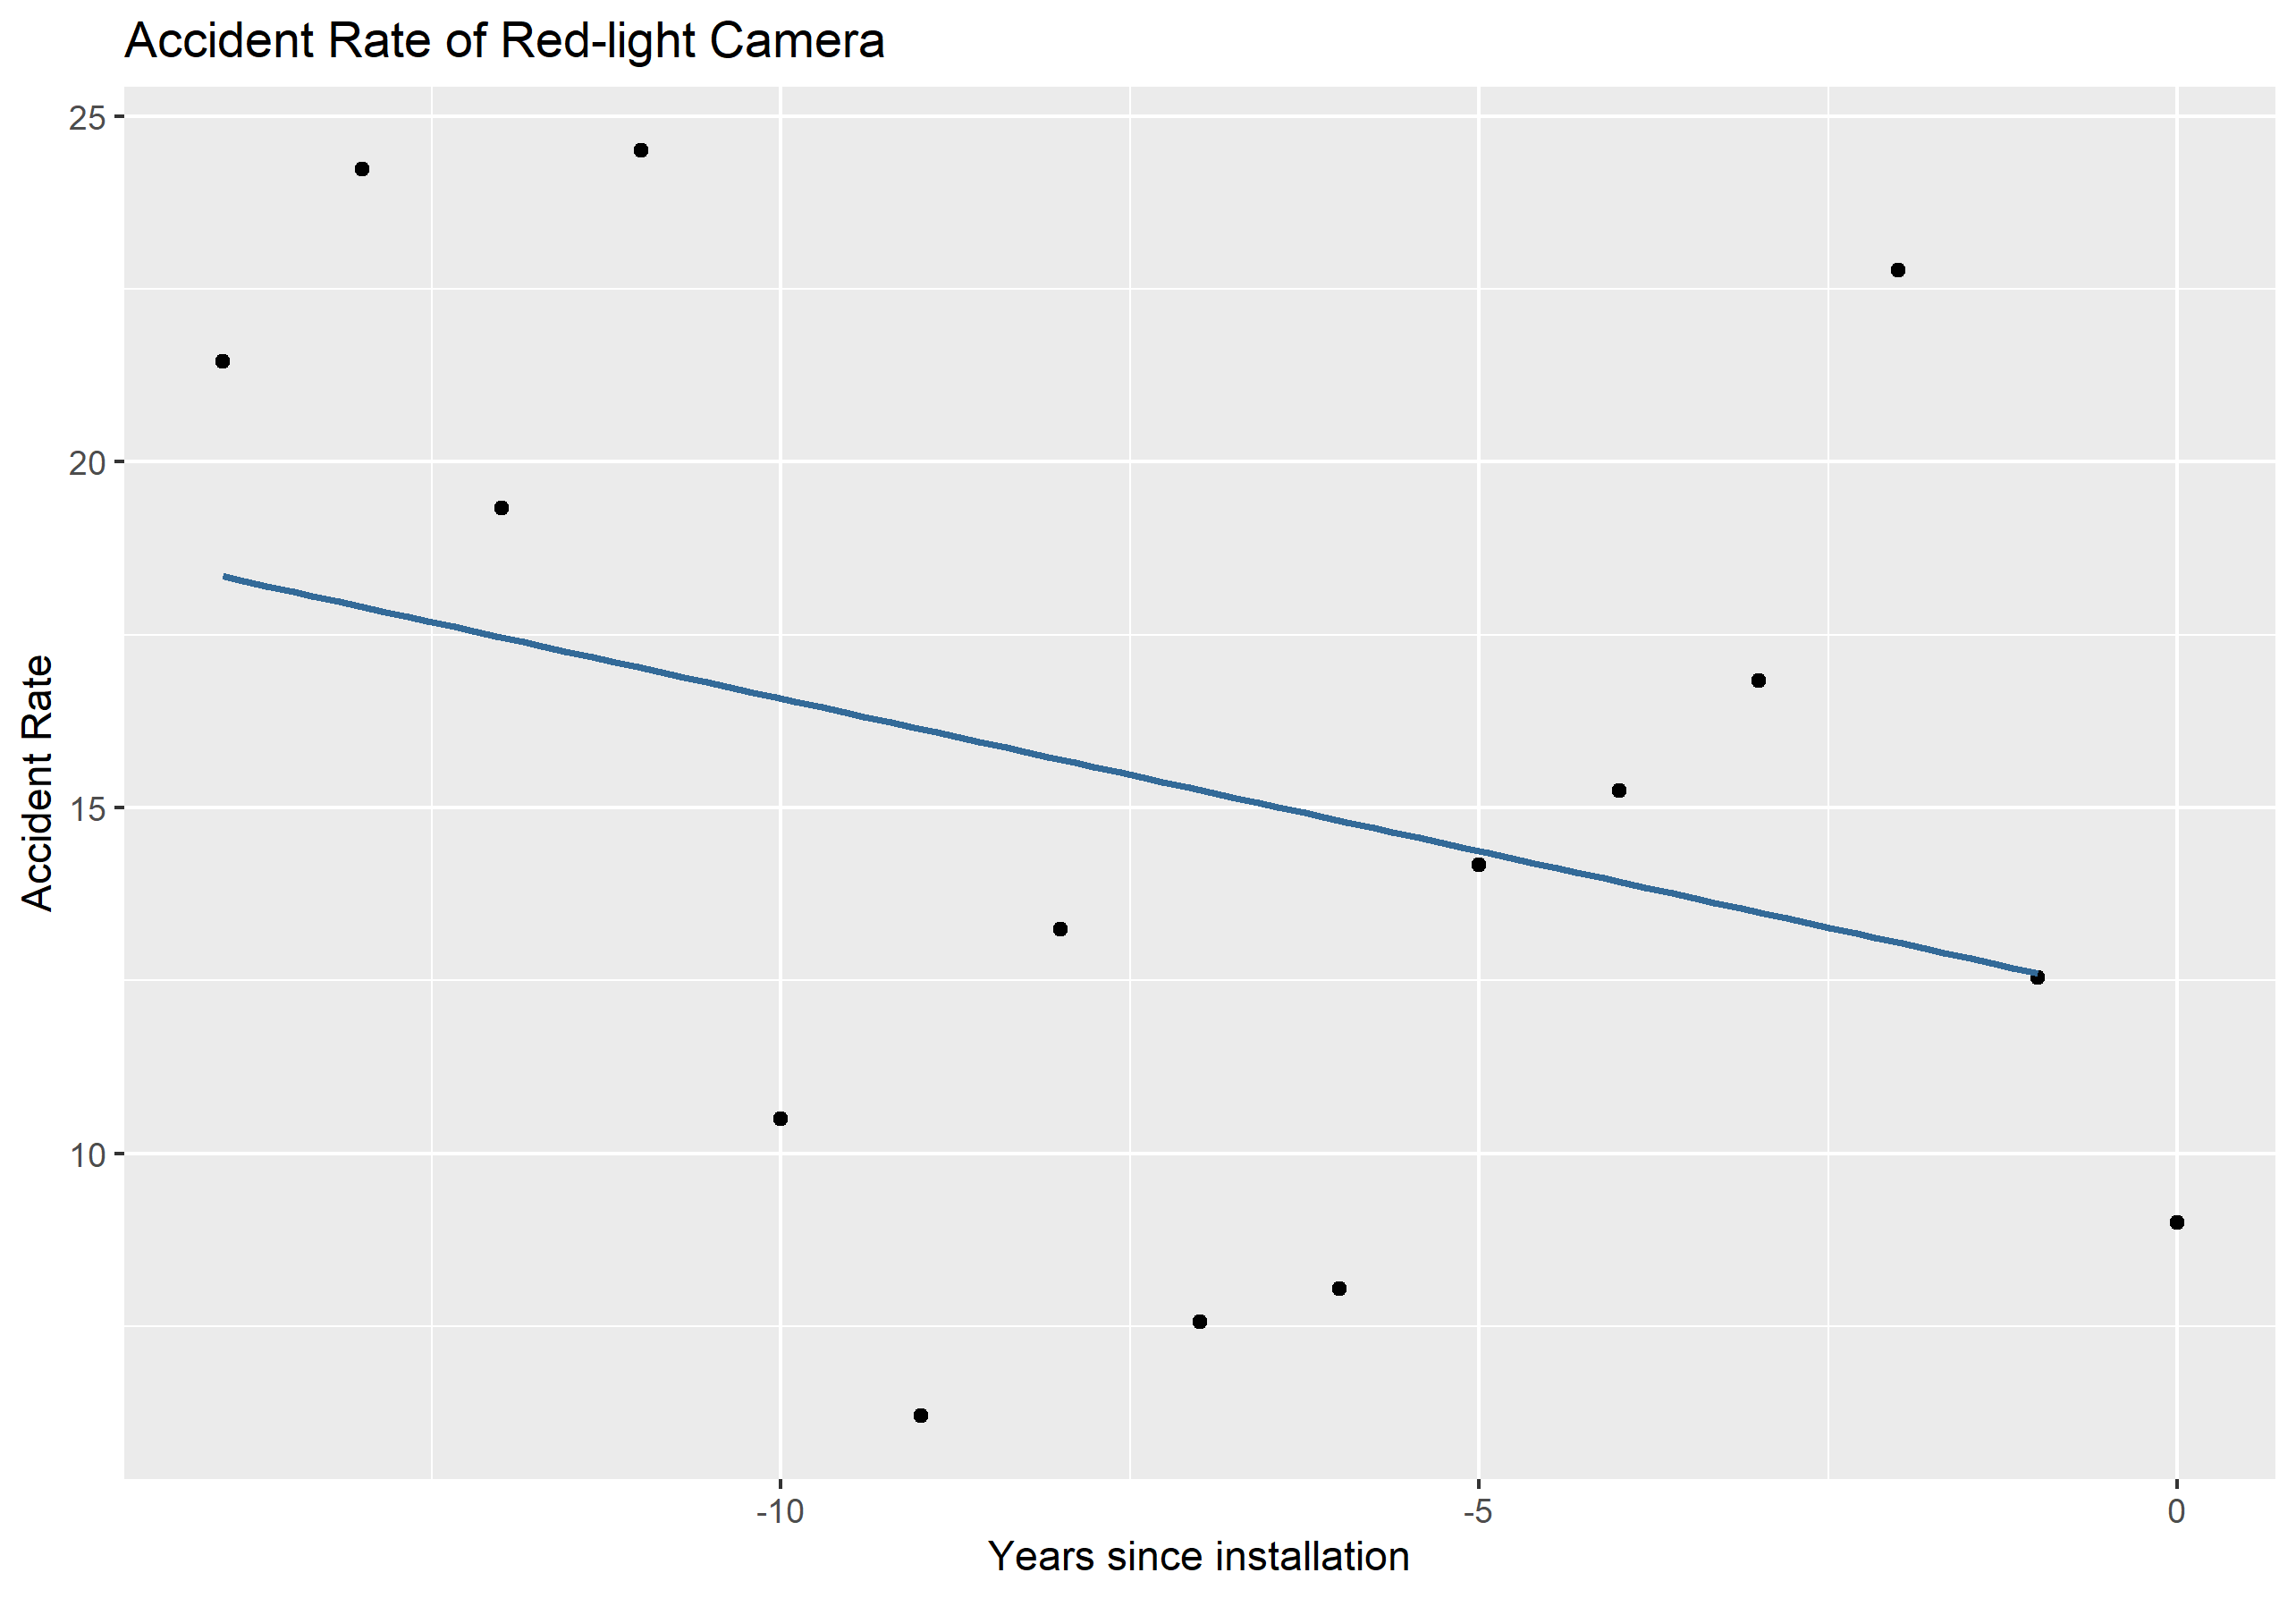 Accident Rate of Red-light Camera
25
20
15
10
Accident Rate
-10
-5
0
Years since installation